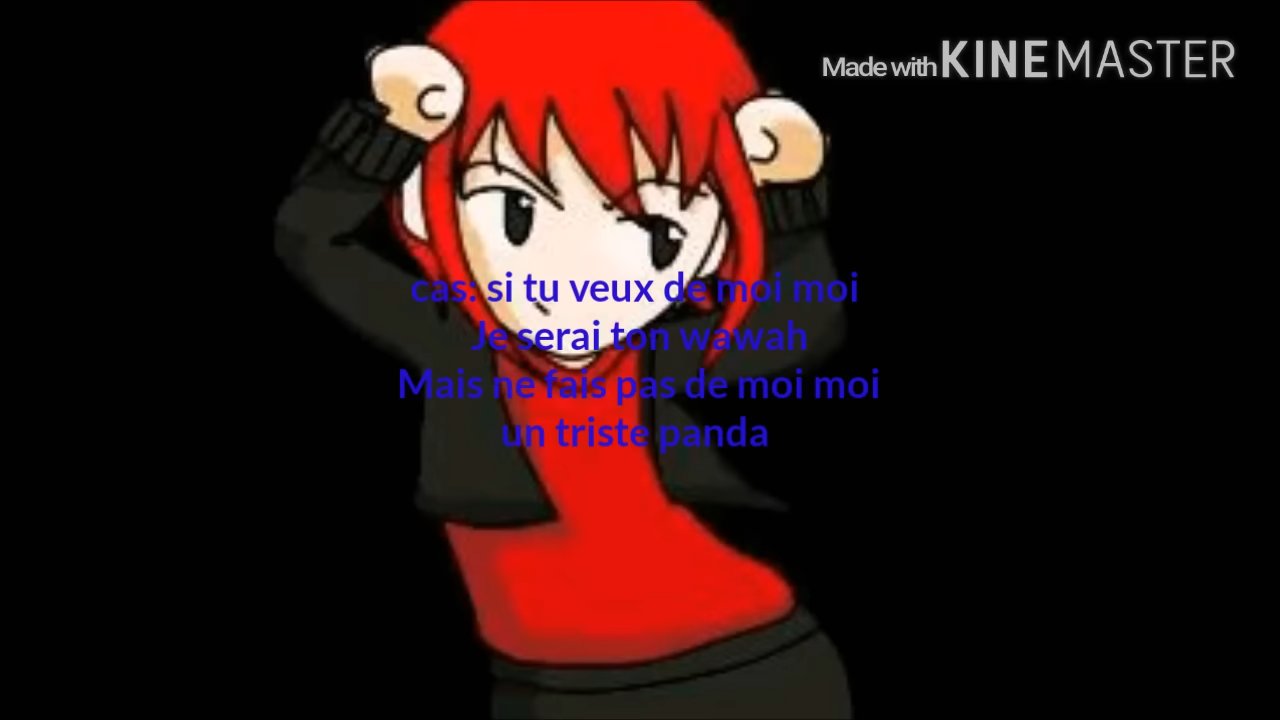 Made with KINEMASTER
cas: si tu veux de moi moi
Je serai ton wawah
Mais ne fais pas de moi moi
un triste panda